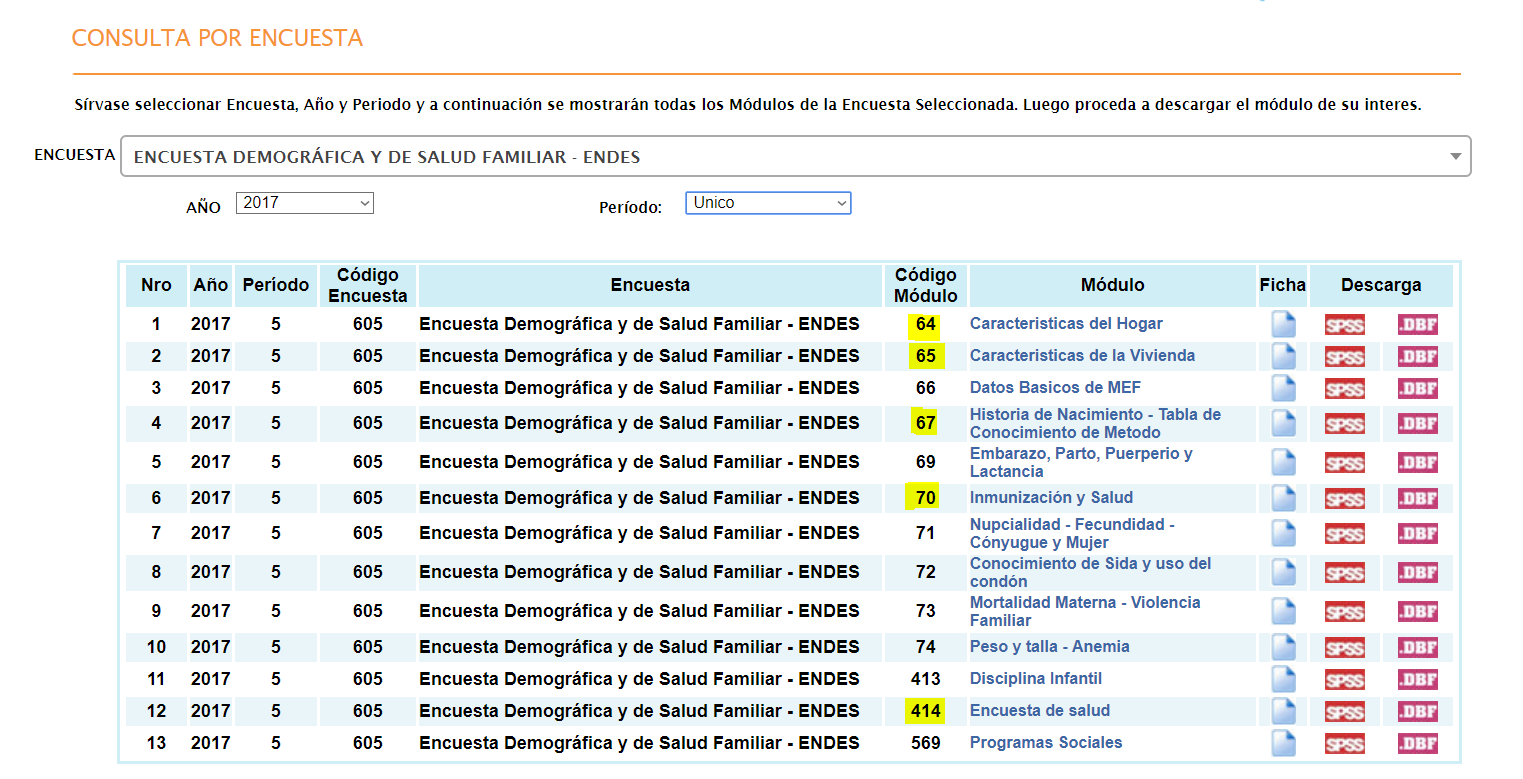 CONSULTA POR ENCUESTA
Sírvase seleccionar Encuesta, Año y Periodo y a continuación se mostrarán todas los Módulos de la Encuesta Seleccionada. Luego proceda a descargar el módulo de su interes.
ENCUESTA ENCUESTA DEMOGRÁFICA Y DE SALUD FAMILIAR - ENDES
AÑO 2017 Período: Unico
Nro Año Período Código Encuesta Encuesta Código Módulo Módulo Ficha Descarga
1 2017 5 605 Encuesta Demográfica y de Salud Familiar - ENDES 64 Caracteristicas del Hogar SPSS .DBF
2 2017 5 605 Encuesta Demográfica y de Salud Familiar - ENDES 65 Caracteristicas de la Vivienda SPSS .DBF
3 2017 5 605 Encuesta Demográfica y de Salud Familiar - ENDES 66 Datos Basicos de MEF SPSS .DBF
4 2017 5 605 Encuesta Demográfica y de Salud Familiar - ENDES 67 Historia de Nacimiento - Tabla de Conocimiento de Metodo SPSS .DBF
5 2017 5 605 Encuesta Demográfica y de Salud Familiar - ENDES 69 Embarazo, Parto, Puerperio y Lactancia SPSS .DBF
6 2017 5 605 Encuesta Demográfica y de Salud Familiar - ENDES 70 Inmunización y Salud SPSS .DBF
7 2017 5 605 Encuesta Demográfica y de Salud Familiar - ENDES 71 Nupcialidad - Fecundidad - Cónyugue y Mujer SPSS .DBF
8 2017 5 605 Encuesta Demográfica y de Salud Familiar - ENDES 72 Conocimiento de Sida y uso del condón SPSS .DBF
9 2017 5 605 Encuesta Demográfica y de Salud Familiar - ENDES 73 Mortalidad Materna - Violencia Familiar SPSS .DBF
10 2017 5 605 Encuesta Demográfica y de Salud Familiar - ENDES 74 Peso y talla - Anemia SPSS .DBF
11 2017 5 605 Encuesta Demográfica y de Salud Familiar - ENDES 413 Disciplina Infantil SPSS .DBF
12 2017 5 605 Encuesta Demográfica y de Salud Familiar - ENDES 414 Encuesta de salud SPSS .DBF
13 2017 5 605 Encuesta Demográfica y de Salud Familiar - ENDES 569 Programas Sociales SPSS .DBF